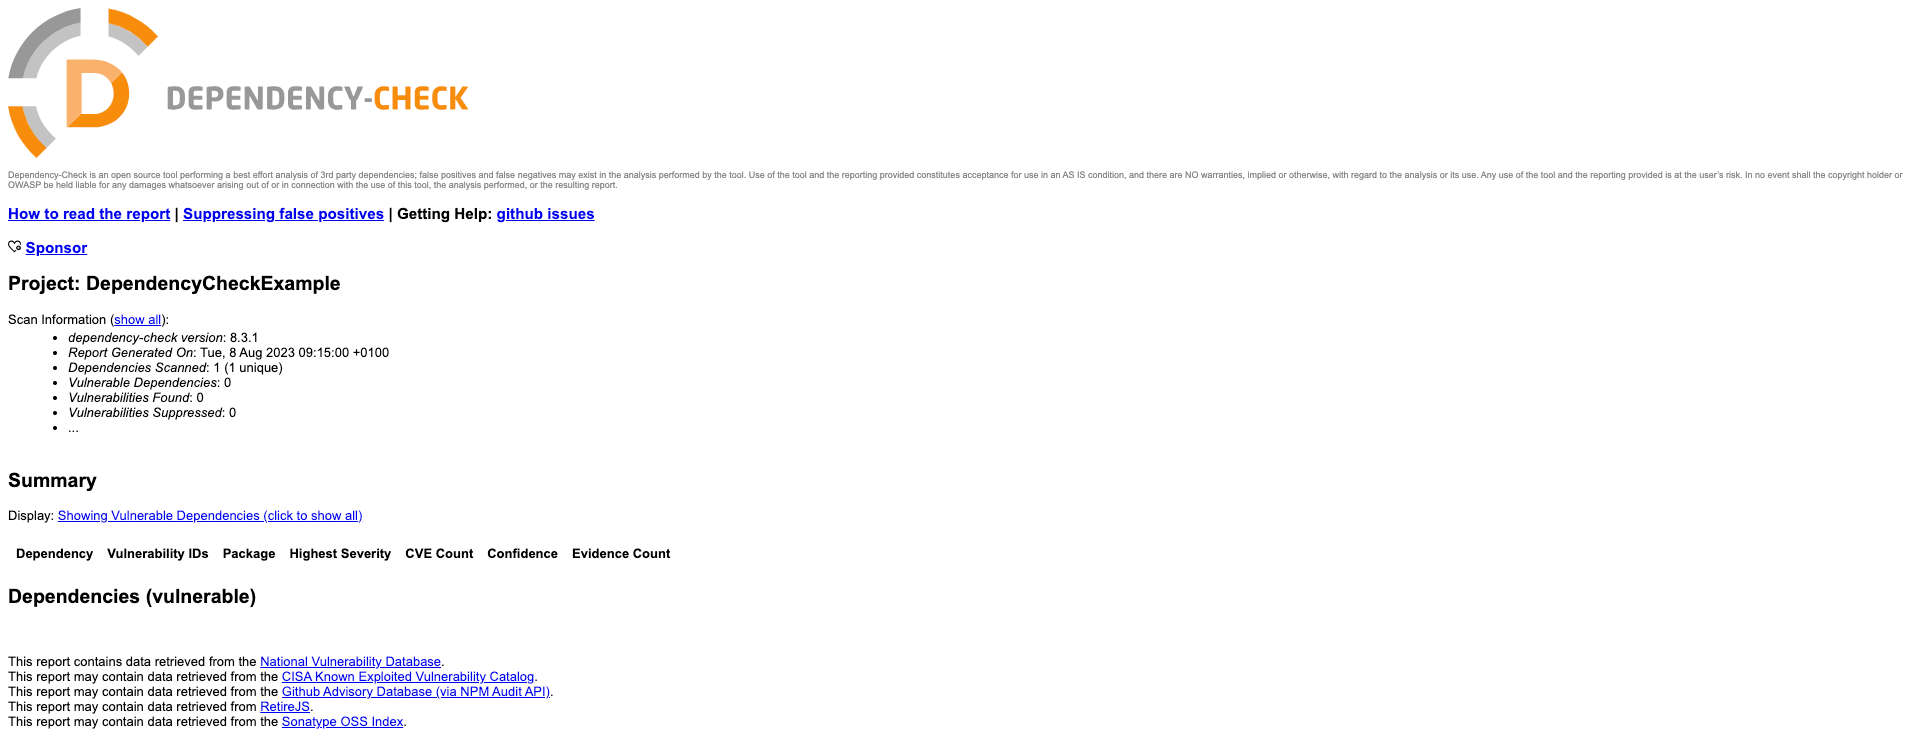 D
DEPENDENCY-CHECK
Dependency-Check is an open source tool performing a best effort analysis of 3rd party dependencies; false positives and false negatives may exist in the analysis performed by the tool. Use of the tool and the reporting provided constitutes acceptance for use in an AS IS condition, and there are NO warranties, implied or otherwise, with regard to the analysis or its use. Any use of the tool and the reporting provided is at the user's risk. In no event shall the copyright holder or
OWASP be held liable for any damages whatsoever arising out of or in connection with the use of this tool, the analysis performed, or the resulting report.
How to read the report | Suppressing false positives | Getting Help: github issues
Sponsor
Project: DependencyCheckExample
Scan Information (show all):
• dependency-check version: 8.3.1
• Report Generated On: Tue, 8 Aug 2023 09:15:00 +0100
• Dependencies Scanned: 1 (1 unique)
• Vulnerable Dependencies: 0
• Vulnerabilities Found: 0
• Vulnerabilities Suppressed: 0
• ...
Summary
Display: Showing Vulnerable Dependencies (click to show all)
Dependency Vulnerability IDs Package Highest Severity CVE Count Confidence Evidence Count
Dependencies (vulnerable)
This report contains data retrieved from the National Vulnerability Database.
This report may contain data retrieved from the CISA Known Exploited Vulnerability Catalog.
This report may contain data retrieved from the Github Advisory Database (via NPM Audit API).
This report may contain data retrieved from RetireJS.
This report may contain data retrieved from the Sonatype OSS Index.